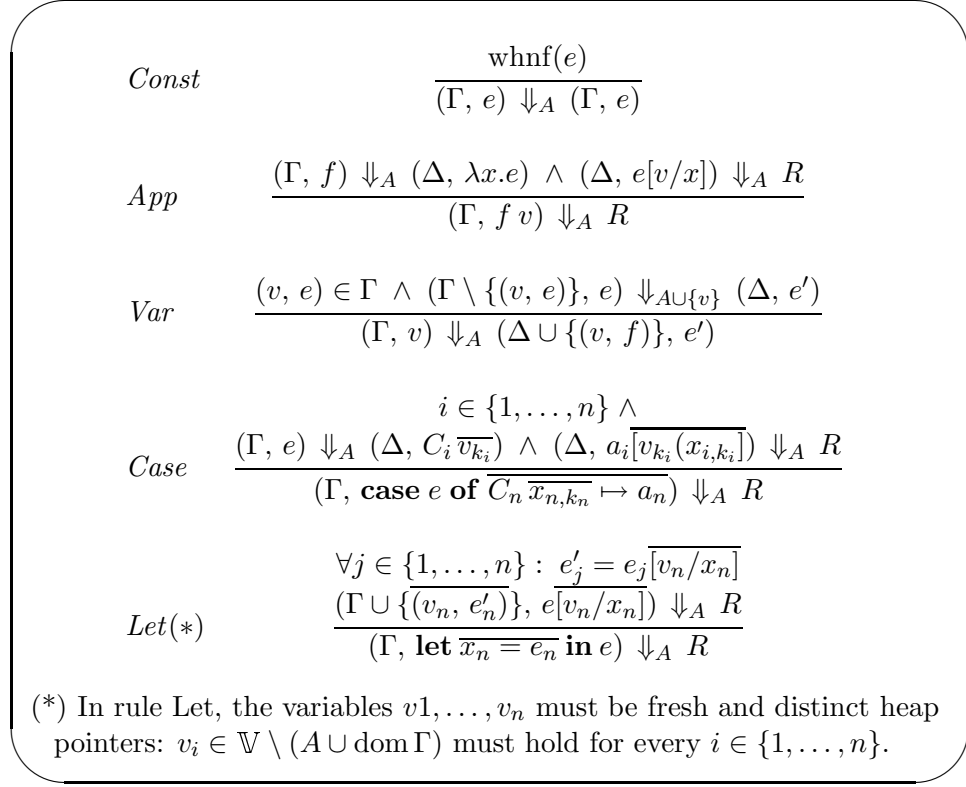 Const
whnf(e)
(Γ, e) ⇓_A (Γ, e)
App
(Γ, f) ⇓_A (Δ, λx.e) ∧ (Δ, e[v/x]) ⇓_A R
(Γ, f v) ⇓_A R
Var
(v, e) ∈ Γ ∧ (Γ \ {(v, e)}, e) ⇓_{A∪{v}} (Δ, e′)
(Γ, v) ⇓_A (Δ ∪ {(v, f)}, e′)
Case
i ∈ {1, . . . , n} ∧
(Γ, e) ⇓_A (Δ, C_i \overline{v_{k_i}}) ∧ (Δ, a_i\overline{[v_{k_i}(x_{i,k_i}]}) ⇓_A R
(Γ, case e of \overline{C_n \overline{x_{n,k_n}} ↦ a_n}) ⇓_A R
Let(∗)
∀j ∈ {1, . . . , n} : e′_j = e_j\overline{[v_n/x_n]}
(Γ ∪ {\overline{(v_n, e′_n)}}, e\overline{[v_n/x_n]}) ⇓_A R
(Γ, let \overline{x_n = e_n} in e) ⇓_A R
(*) In rule Let, the variables v1, . . . , v_n must be fresh and distinct heap
pointers: v_i ∈ 𝕍 \ (A ∪ dom Γ) must hold for every i ∈ {1, . . . , n}.